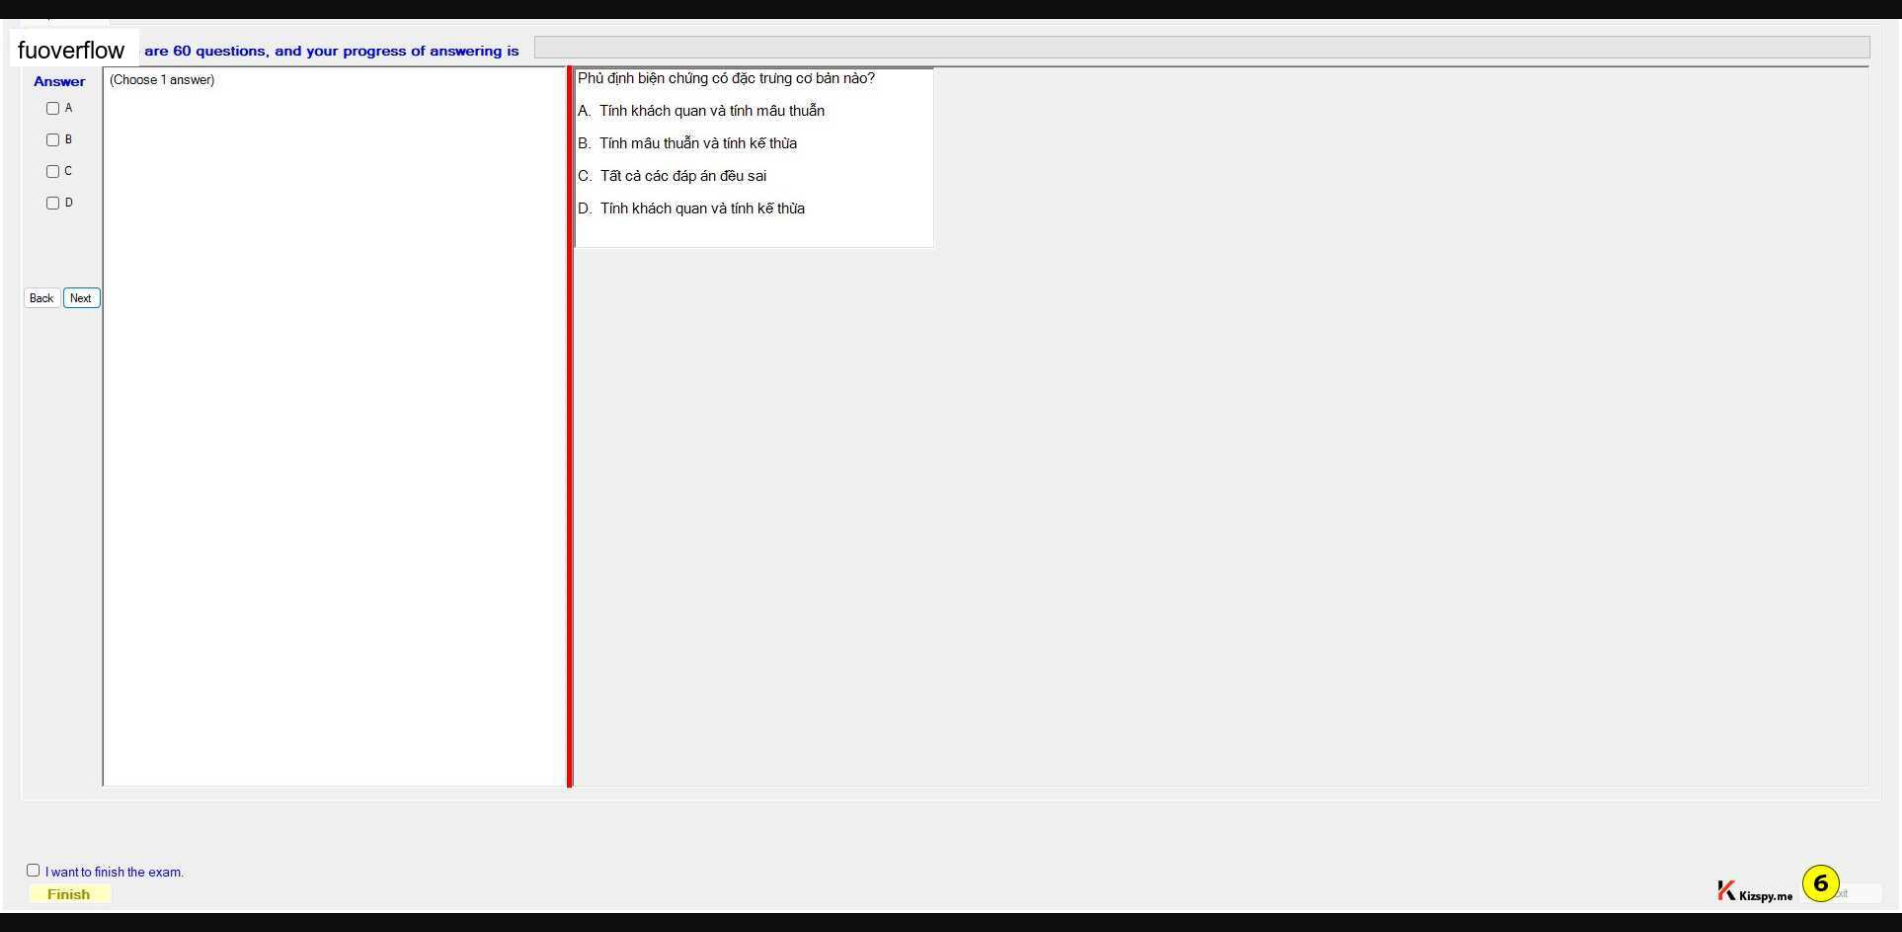 fuoverflow are 60 questions, and your progress of answering is
Answer
(Choose 1 answer)
A
B
C
D
Back Next
Phủ định biện chứng có đặc trưng cơ bản nào?
A. Tính khách quan và tính mâu thuẫn
B. Tính mâu thuẫn và tính kế thừa
C. Tất cả các đáp án đều sai
D. Tính khách quan và tính kế thừa
I want to finish the exam.
Finish
Kizspy.me
6